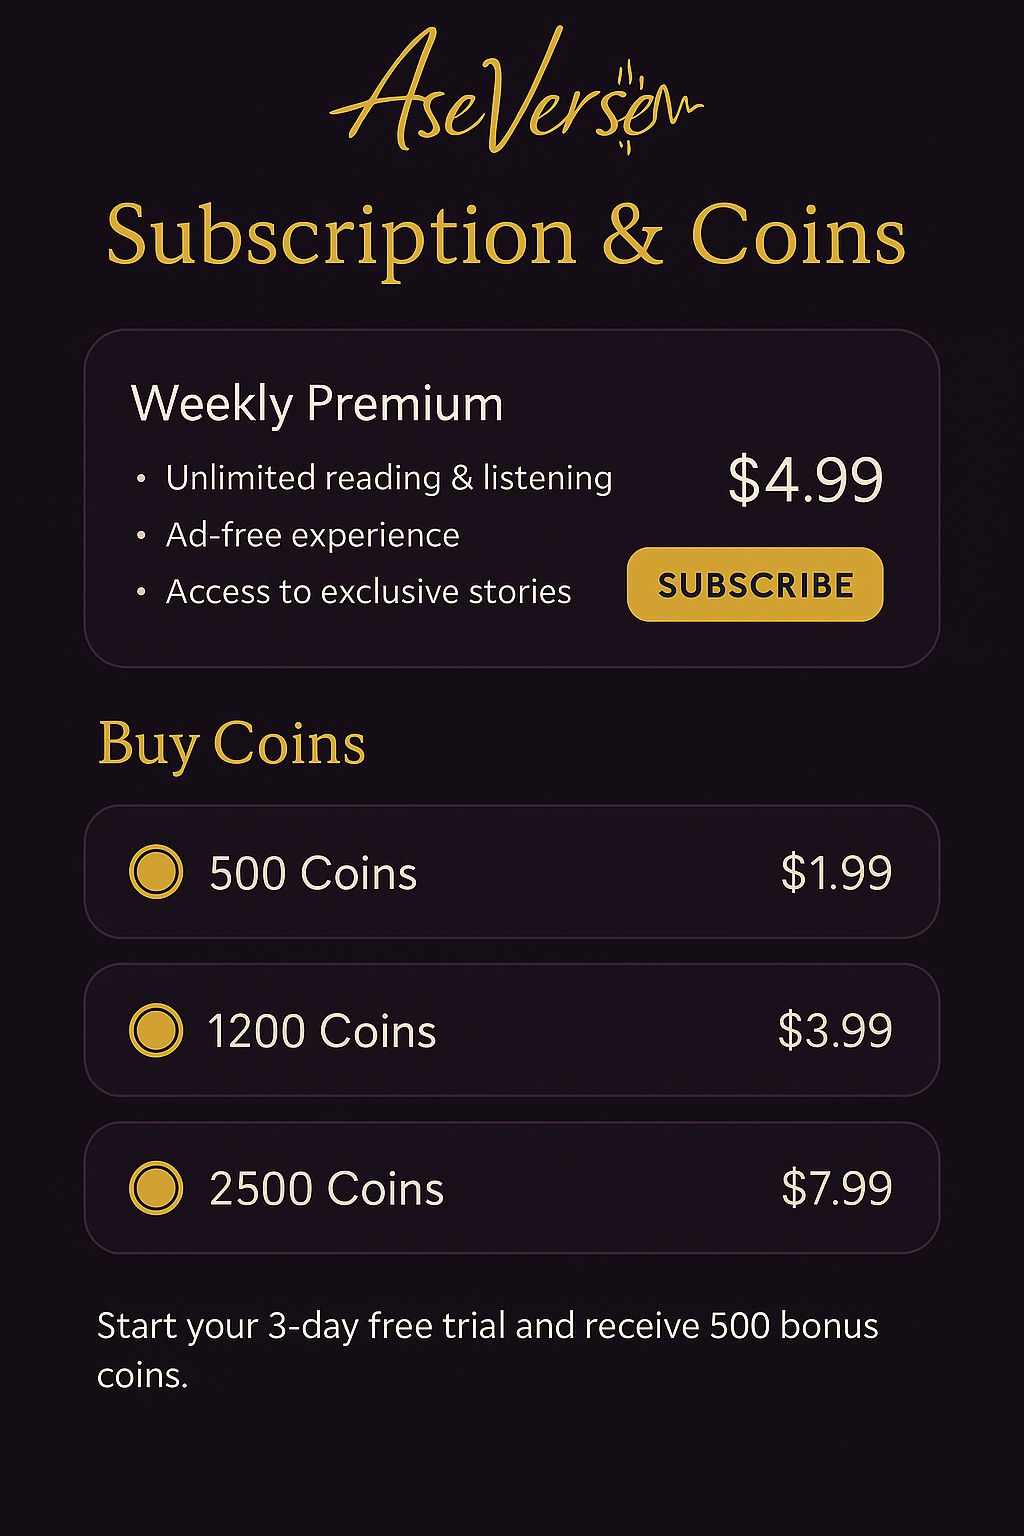 AseVerse
Subscription & Coins
Weekly Premium
• Unlimited reading & listening
$4.99
• Ad-free experience
• Access to exclusive stories
SUBSCRIBE
Buy Coins
500 Coins
$1.99
1200 Coins
$3.99
2500 Coins
$7.99
Start your 3-day free trial and receive 500 bonus
coins.